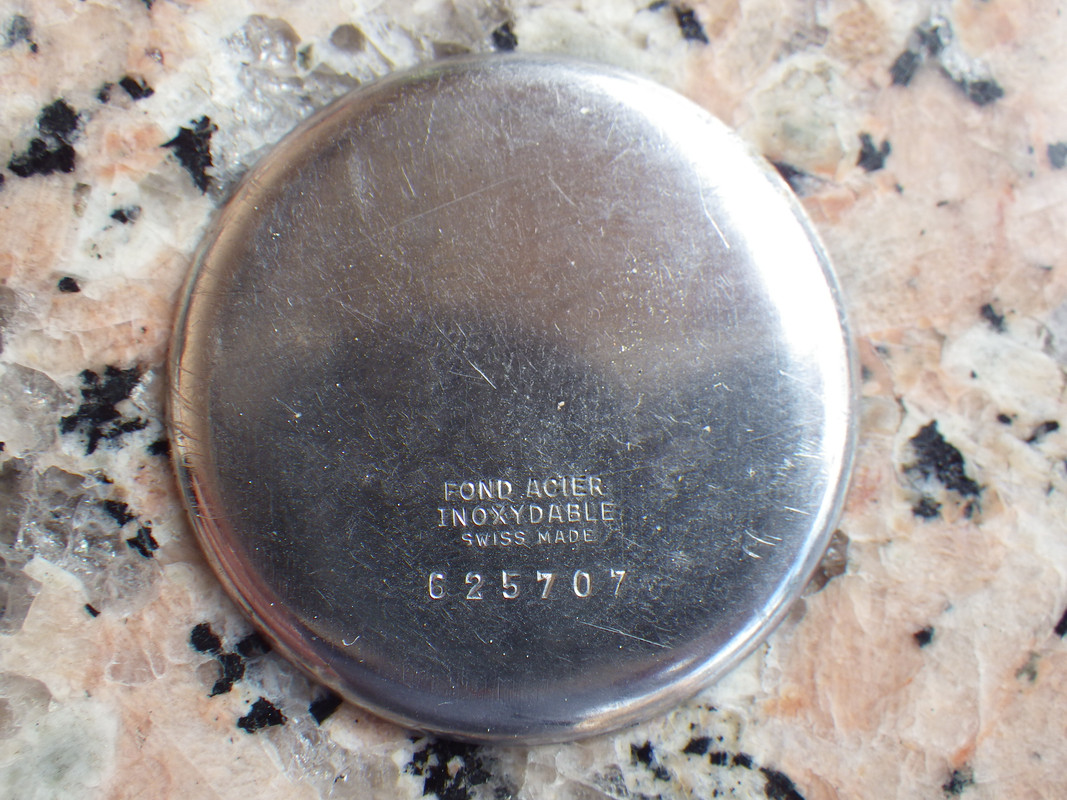 FOND ACIER
INOXYDABLE
SWISS MADE
625707